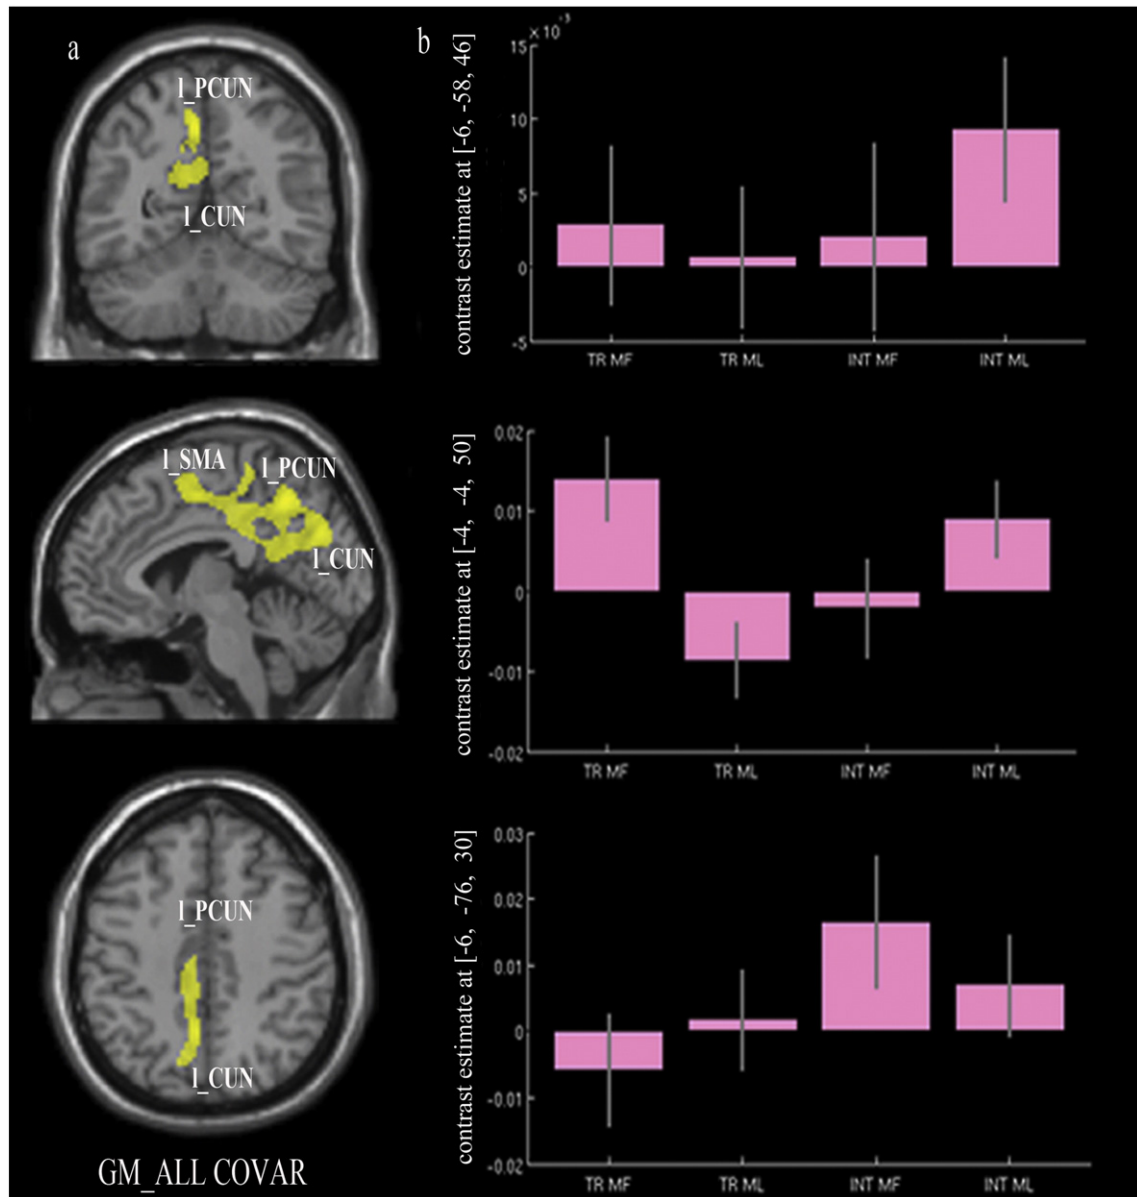 a
l_PCUN
l_CUN
b
×10⁻³
contrast estimate at [-6, -58, 46]
15
10
5
0
-5
TR MF TR ML INT MF INT ML
l_SMA l_PCUN
l_CUN
contrast estimate at [-4, -4, 50]
0.02
0.01
0
-0.01
-0.02
TR MF TR ML INT MF INT ML
l_PCUN
l_CUN
GM_ALL COVAR
contrast estimate at [-6, -76, 30]
0.03
0.02
0.01
0
-0.01
-0.02
TR MF TR ML INT MF INT ML